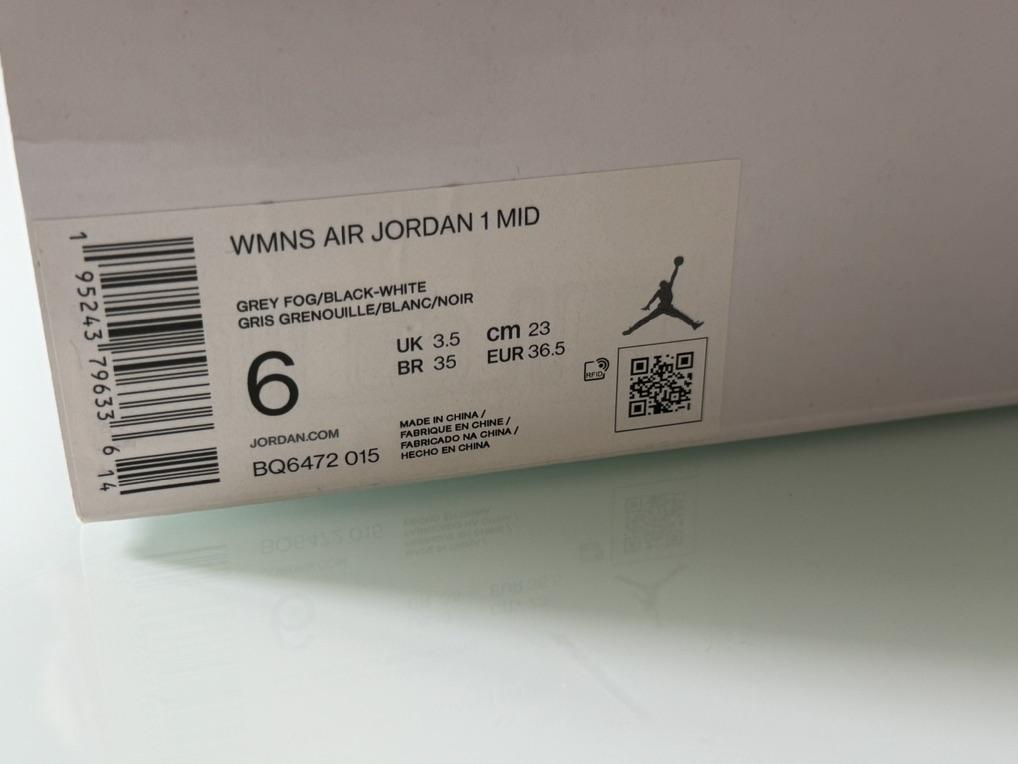 WMNS AIR JORDAN 1 MID
GREY FOG/BLACK-WHITE
GRIS GRENOUILLE/BLANC/NOIR
6
UK 3.5 cm 23
BR 35 EUR 36.5
RFID
JORDAN.COM
BQ6472 015
MADE IN CHINA /
FABRIQUE EN CHINE /
FABRICADO NA CHINA /
HECHO EN CHINA
1 95243 79633 6 14